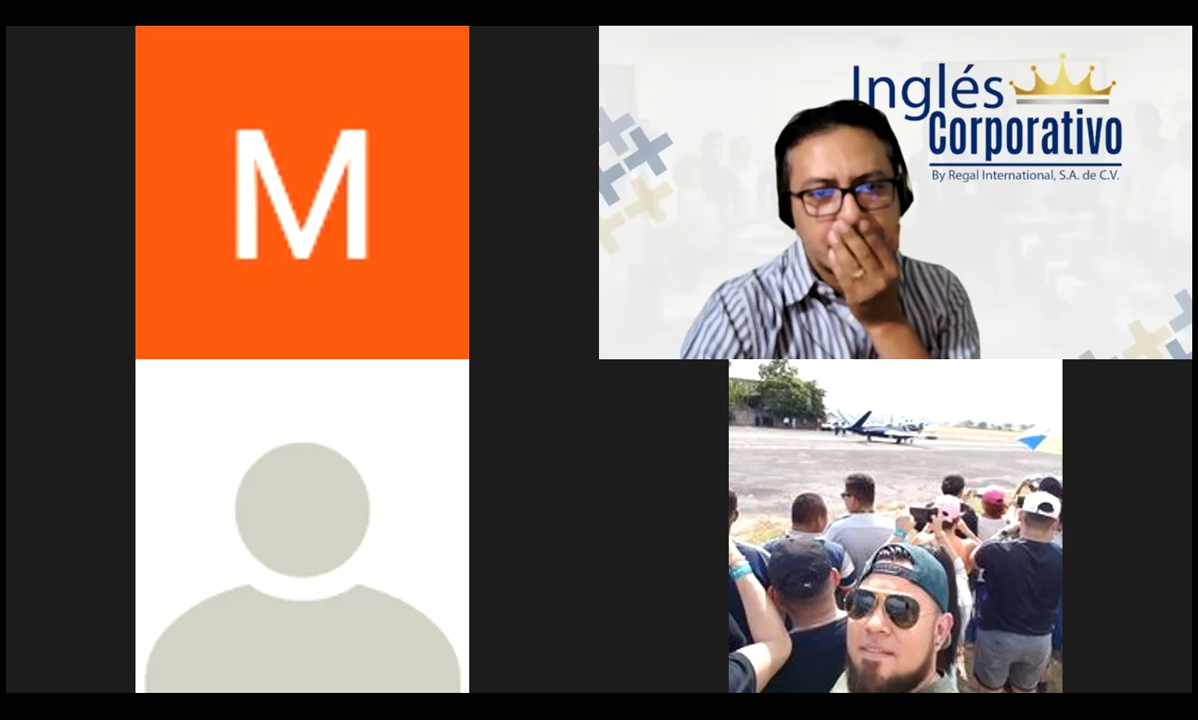 M
Inglés
Corporativo
By Regal International, S.A. de C.V.